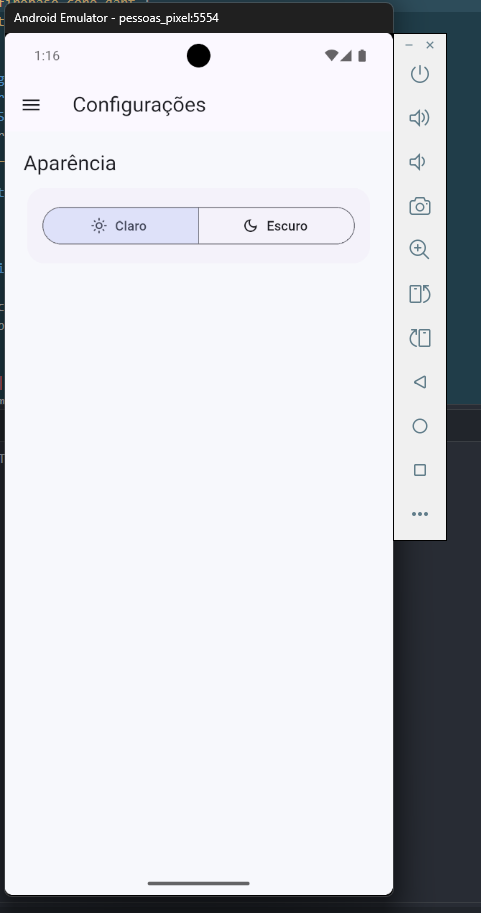 Android Emulator - pessoas_pixel:5554
1:16
Configurações
Aparência
Claro
Escuro